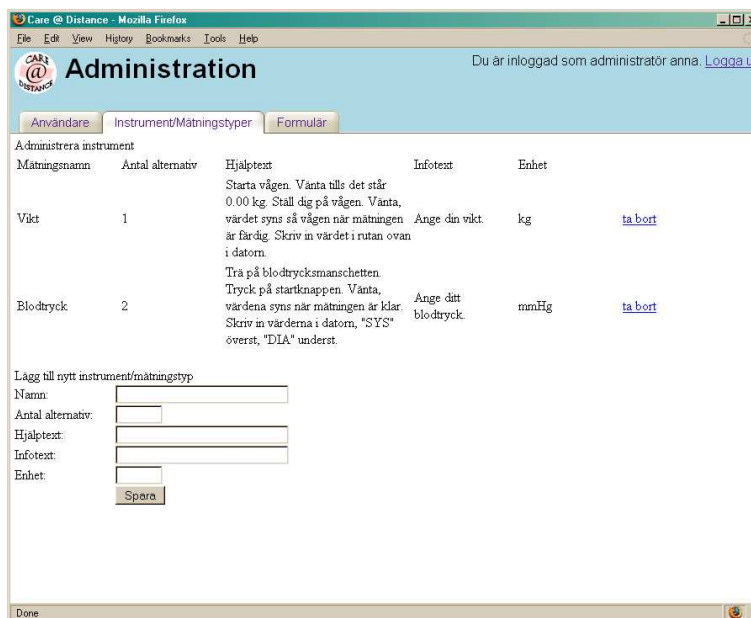 Care @ Distance - Mozilla Firefox
File Edit View History Bookmarks Tools Help
CARE @ DISTANCE
Administration
Du är inloggad som administratör anna. Logga u
Användare Instrument/Mätningstyper Formulär
Administrera instrument
Mätningsnamn Antal alternativ Hjälptext Infotext Enhet
Starta vågen. Vänta tills det står
0.00 kg. Ställ dig på vågen. Vänta,
Vikt 1 värdet syns så vågen när mätningen Ange din vikt. kg ta bort
är färdig. Skriv in värdet i rutan ovan
i datorn.
Trä på blodtrycksmanschetten.
Tryck på startknappen. Vänta,
Blodtryck 2 värdena syns när mätningen är klar. Ange ditt blodtryck. mmHg ta bort
Skriv in värderna i datorn, "SYS"
överst, "DIA" underst.
Lägg till nytt instrument/mätningstyp
Namn:
Antal alternativ:
Hjälptext:
Infotext:
Enhet:
Spara
Done